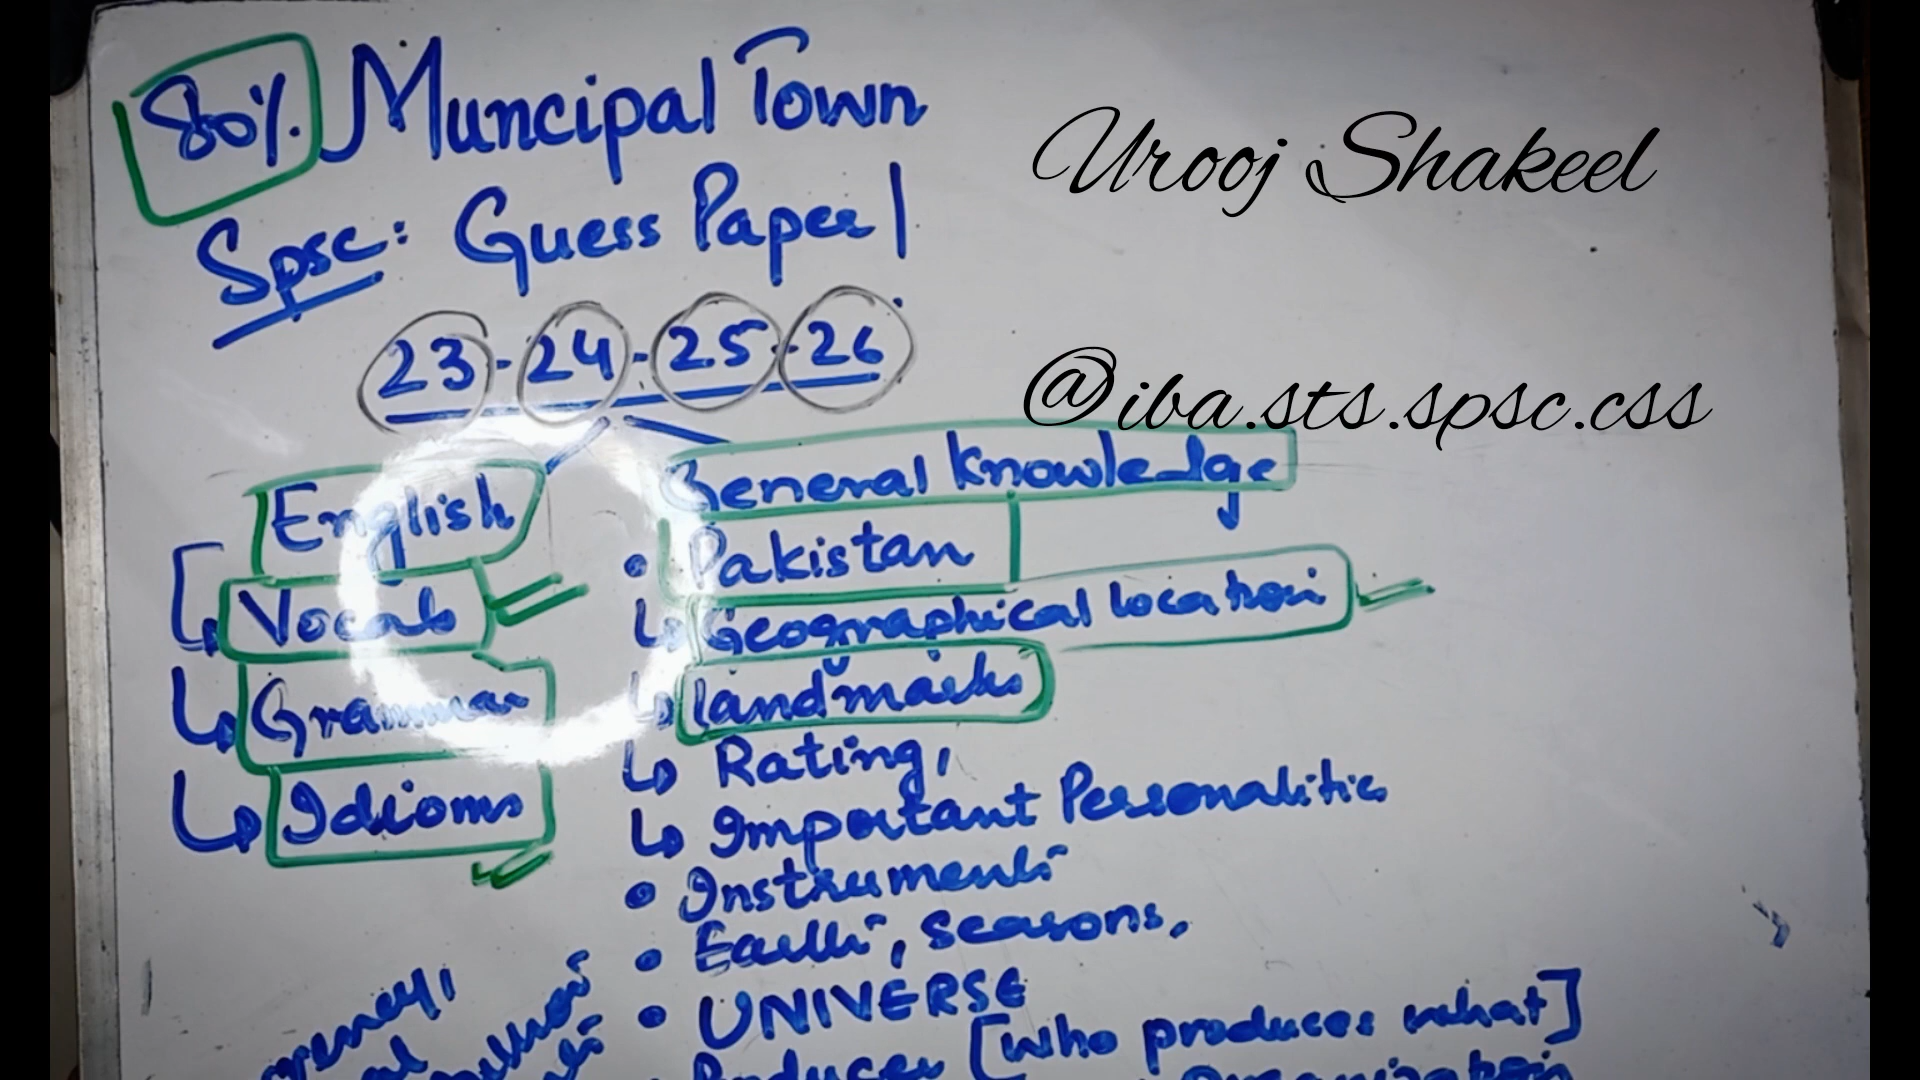 80% Muncipal Town
Urooj Shakeel
Spsc: Guess Paper
23-24-25-26
@iba.sts.spsc.css
English
Vocab
Grammar
Idioms
General knowledge
• Pakistan
Geographical location
landmarks
Rating,
Important Personalities
• Instruments
• Earth, seasons,
• UNIVERSE
[Who produces what]